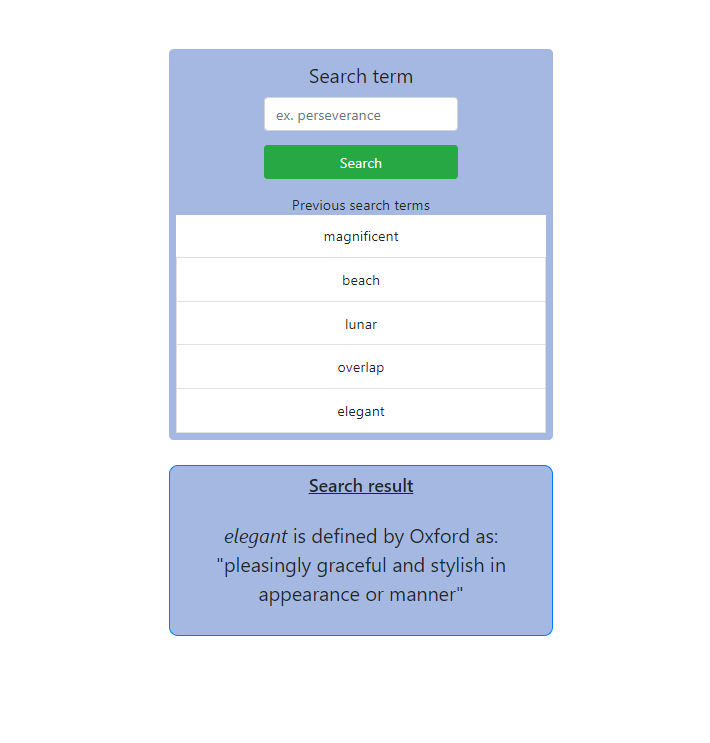 Search term
ex. perseverance
Search
Previous search terms
magnificent
beach
lunar
overlap
elegant
Search result
elegant is defined by Oxford as:
"pleasingly graceful and stylish in
appearance or manner"